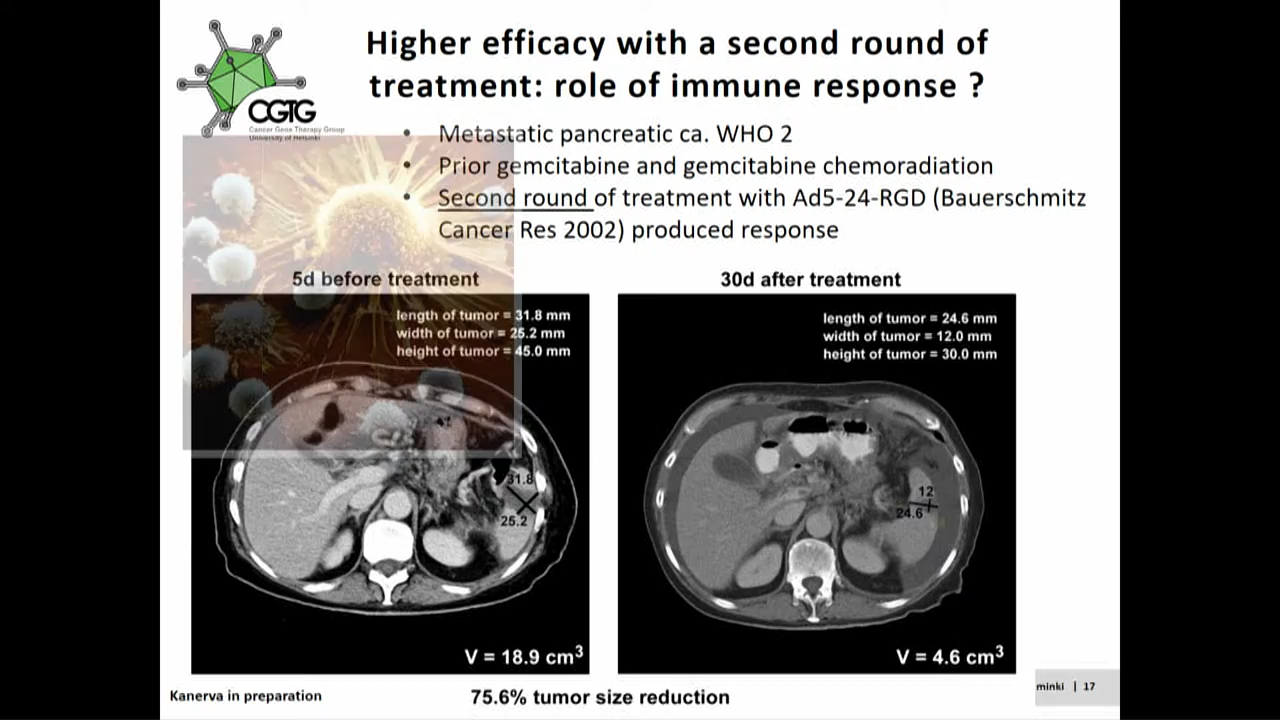 Higher efficacy with a second round of
treatment: role of immune response ?
CGTG
Cancer Gene Therapy Group
University of Helsinki
• Metastatic pancreatic ca. WHO 2
• Prior gemcitabine and gemcitabine chemoradiation
• Second round of treatment with Ad5-24-RGD (Bauerschmitz
Cancer Res 2002) produced response
5d before treatment
length of tumor = 31.8 mm
width of tumor = 25.2 mm
height of tumor = 45.0 mm
31.8
25.2
V = 18.9 cm³
30d after treatment
length of tumor = 24.6 mm
width of tumor = 12.0 mm
height of tumor = 30.0 mm
12
24.6
V = 4.6 cm³
Kanerva in preparation
75.6% tumor size reduction
minki | 17